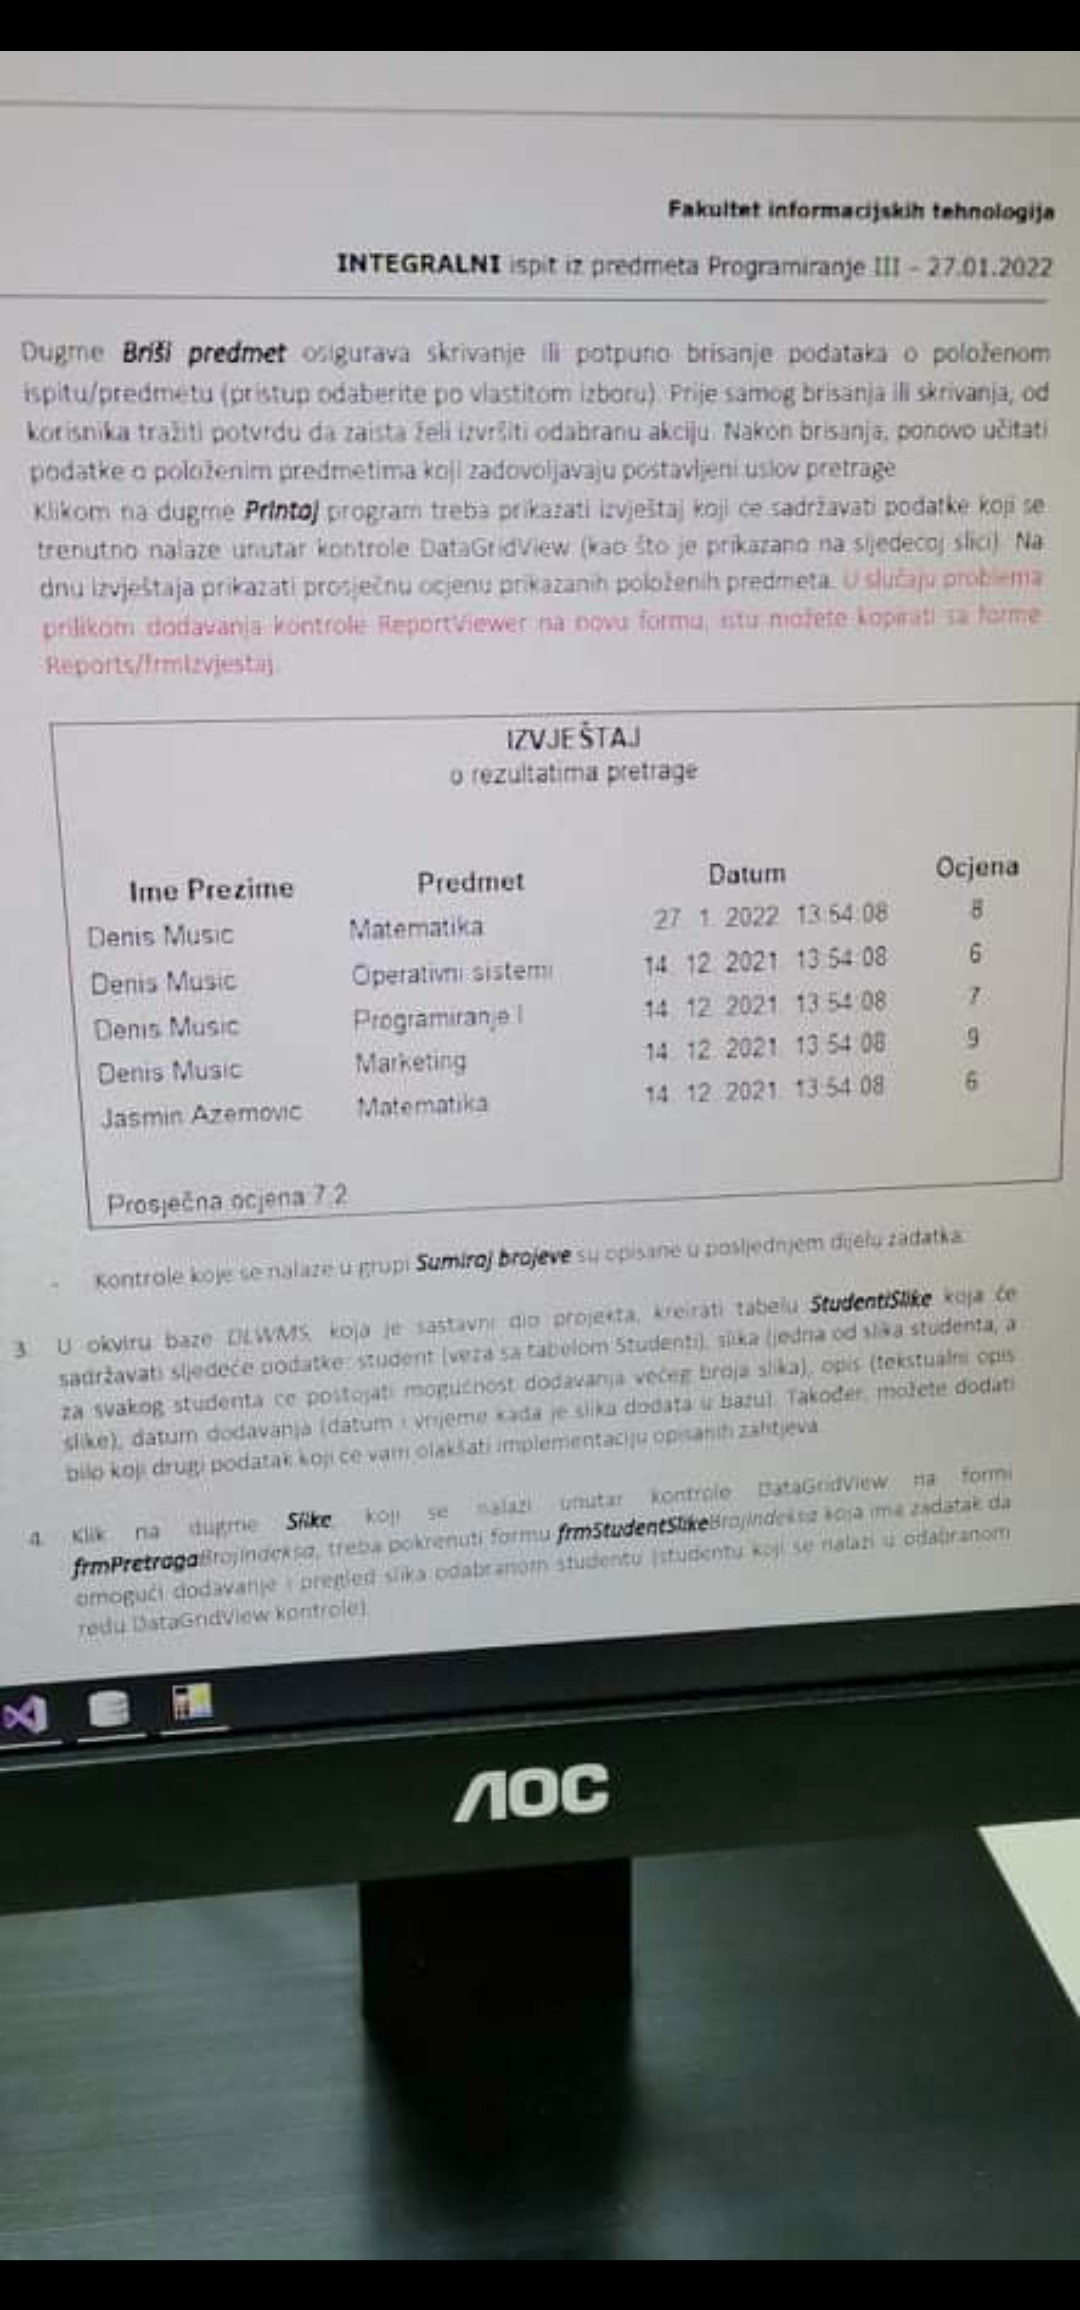 Fakultet informacijskih tehnologija
INTEGRALNI ispit iz predmeta Programiranje III – 27.01.2022
Dugme Briši predmet osigurava skrivanje ili potpuno brisanje podataka o položenom
ispitu/predmetu (pristup odaberite po vlastitom izboru). Prije samog brisanja ili skrivanja, od
korisnika tražiti potvrdu da zaista želi izvršiti odabranu akciju. Nakon brisanja, ponovo učitati
podatke o položenim predmetima koji zadovoljavaju postavljeni uslov pretrage
Klikom na dugme Printaj program treba prikazati izvještaj koji ce sadržavati podatke koji se
trenutno nalaze unutar kontrole DataGridView (kao što je prikazano na sljedecoj slici). Na
dnu izvještaja prikazati prosječnu ocjenu prikazanih položenih predmeta. U slučaju problema
prilikom dodavanja kontrole ReportViewer na novu formu, istu možete kopirati sa forme
Reports/frmIzvjestaj.
IZVJEŠTAJ
o rezultatima pretrage
Ime Prezime Predmet Datum Ocjena
Denis Music Matematika 27. 1. 2022. 13:54:08 8
Denis Music Operativni sistemi 14. 12. 2021. 13:54:08 6
Denis Music Programiranje I 14. 12. 2021. 13:54:08 7
Denis Music Marketing 14. 12. 2021. 13:54:08 9
Jasmin Azemovic Matematika 14. 12. 2021. 13:54:08 6
Prosječna ocjena 7.2
- Kontrole koje se nalaze u grupi Sumiraj brojeve su opisane u posljednjem dijelu zadatka.
3. U okviru baze DLWMS, koja je sastavni dio projekta, kreirati tabelu StudentiSlike koja će
sadržavati sljedeće podatke: student (veza sa tabelom Studenti), slika (jedna od slika studenta, a
za svakog studenta ce postojati mogućnost dodavanja većeg broja slika), opis (tekstualni opis
slike), datum dodavanja (datum i vrijeme kada je slika dodata u bazu). Također, možete dodati
bilo koji drugi podatak koji ce vam olakšati implementaciju opisanih zahtjeva.
4. Klik na dugme Slike, koji se nalazi unutar kontrole DataGridView na formi
frmPretragaBrojIndeksa, treba pokrenuti formu frmStudentSlikeBrojIndeksa koja ima zadatak da
omogući dodavanje i pregled slika odabranom studentu (studentu koji se nalazi u odabranom
redu DataGridView kontrole).
AOC